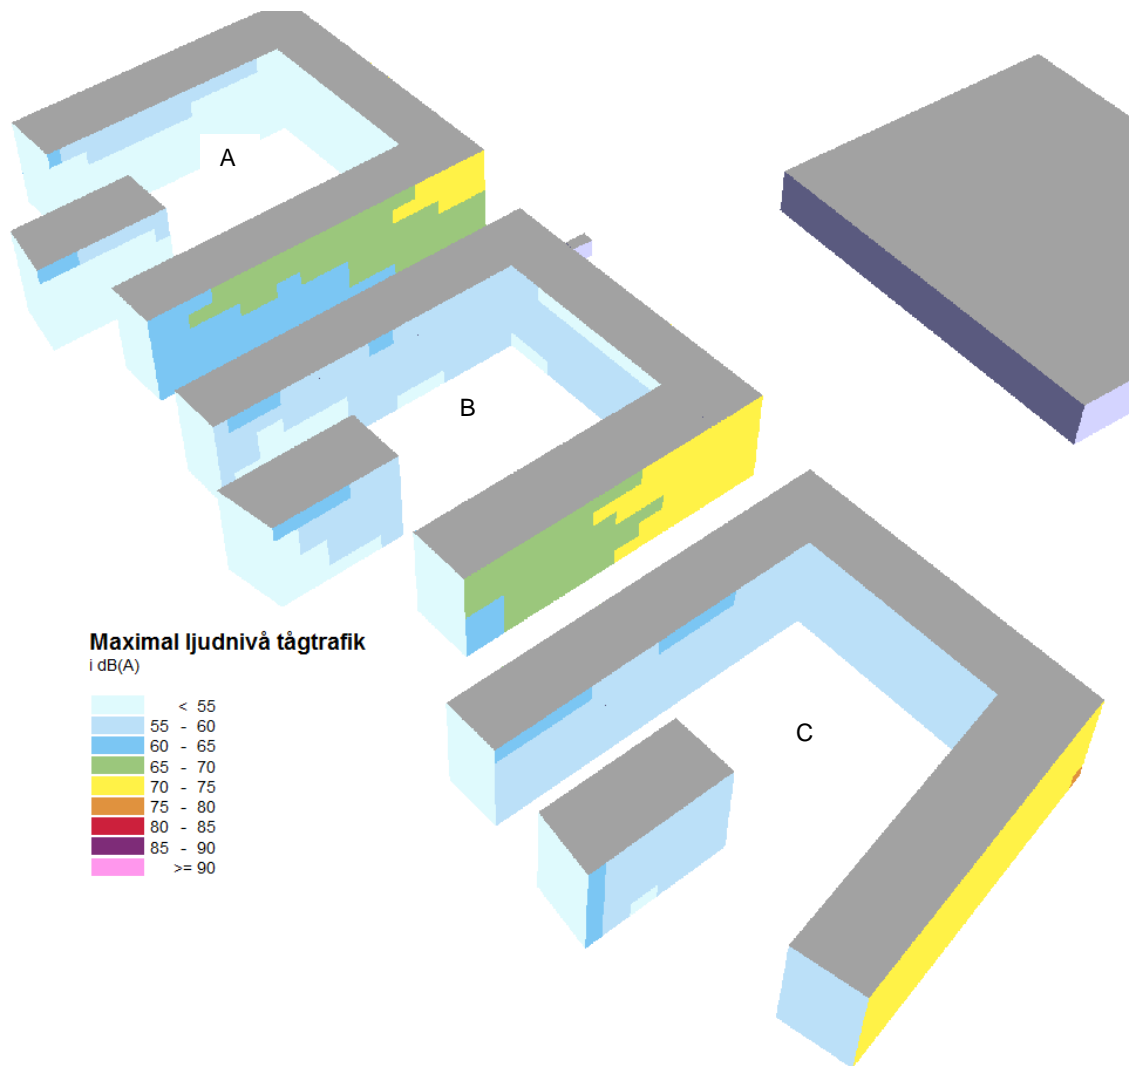 A
B
C
Maximal ljudnivå tågtrafik
i dB(A)
< 55
55 - 60
60 - 65
65 - 70
70 - 75
75 - 80
80 - 85
85 - 90
>= 90